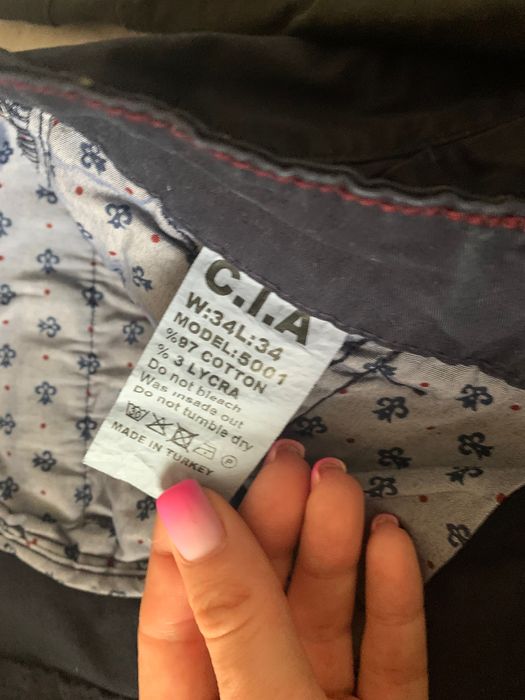 C.I.A
W:34L:34
MODEL:5001
%97 COTTON
% 3 LYCRA
Do not bleach
Was insade out
Do not tumble dry
P
MADE IN TURKEY